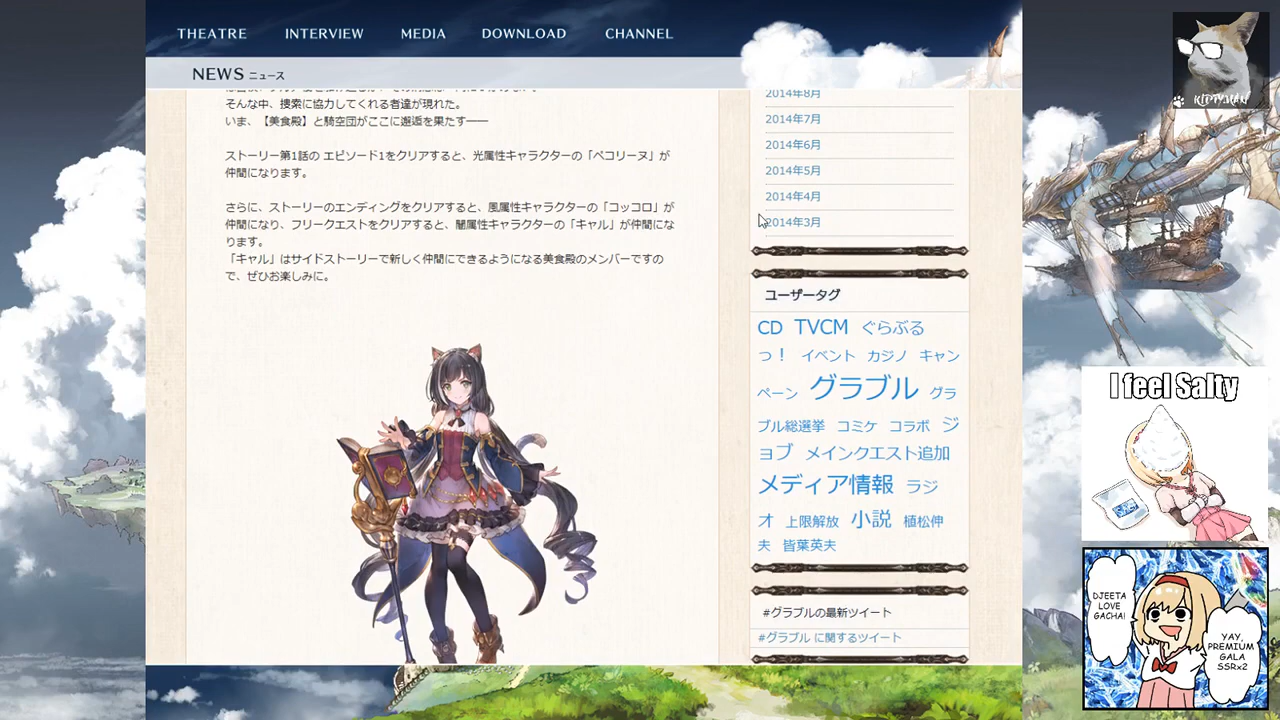 THEATRE INTERVIEW MEDIA DOWNLOAD CHANNEL
NEWS ニュース
そんな中、捜索に協力してくれる者達が現れた。
いま、【美食殿】と騎空団がここに邂逅を果たす――
ストーリー第1話の エピソード1をクリアすると、光属性キャラクターの「ペコリーヌ」が
仲間になります。
さらに、ストーリーのエンディングをクリアすると、風属性キャラクターの「コッコロ」が
仲間になり、フリークエストをクリアすると、闇属性キャラクターの「キャル」が仲間にな
ります。
「キャル」はサイドストーリーで新しく仲間にできるようになる美食殿のメンバーですの
で、ぜひお楽しみに。
2014年8月
2014年7月
2014年6月
2014年5月
2014年4月
2014年3月
ユーザータグ
CD TVCM ぐらぶる
っ！ イベント カジノ キャン
ペーン グラブル グラ
ブル総選挙 コミケ コラボ ジ
ョブ メインクエスト追加
メディア情報 ラジ
オ 上限解放 小説 植松伸
夫 皆葉英夫
#グラブルの最新ツイート
#グラブル に関するツイート
KIPPYMAN
I feel Salty
DJEETA
LOVE
GACHA!
YAY,
PREMIUM
GALA
SSRx2